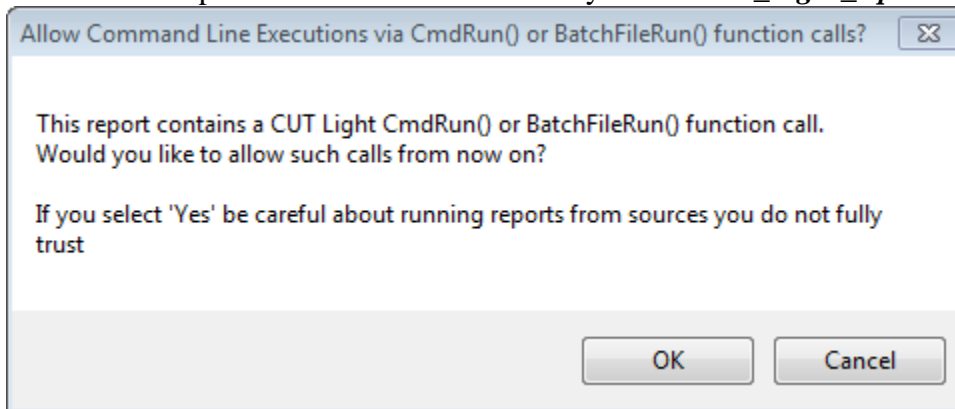 Allow Command Line Executions via CmdRun() or BatchFileRun() function calls?
This report contains a CUT Light CmdRun() or BatchFileRun() function call.
Would you like to allow such calls from now on?
If you select 'Yes' be careful about running reports from sources you do not fully
trust
OK Cancel